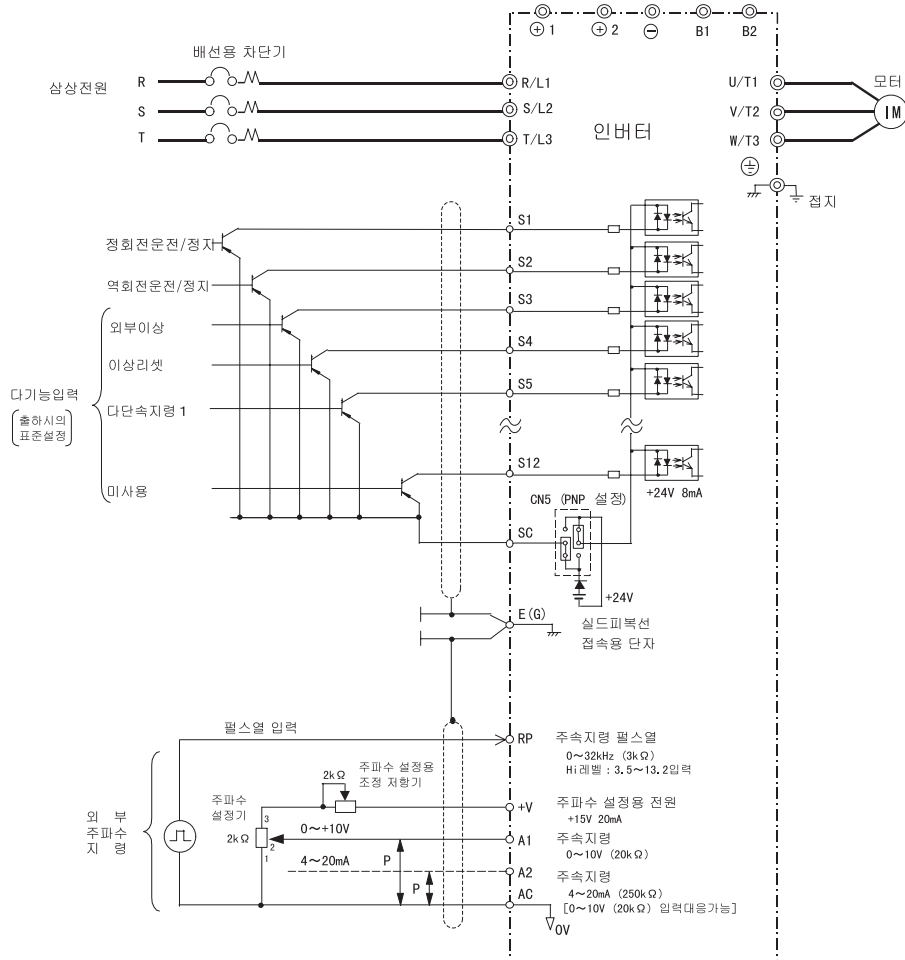 ⊕ 1
⊕ 2
⊖
B1
B2
배선용 차단기
삼상전원
R
S
T
R/L1
S/L2
T/L3
인버터
U/T1
V/T2
W/T3
모터
IM
접지
S1
정회전운전/정지
S2
역회전운전/정지
S3
외부이상
S4
이상리셋
S5
다단속지령 1
다기능입력
[출하시의
표준설정]
S12
미사용
+24V 8mA
CN5 (PNP 설정)
SC
+24V
E(G)
실드피복선
접속용 단자
펄스열 입력
RP
주속지령 펄스열
0~32kHz (3kΩ)
Hi레벨 : 3.5~13.2입력
2kΩ
주파수 설정용
조정 저항기
+V
주파수 설정용 전원
+15V 20mA
주파수
설정기
3
2kΩ
2
1
0~+10V
A1
주속지령
0~10V (20kΩ)
외 부
주파수
지 령
4~20mA
P
P
A2
주속지령
4~20mA (250kΩ)
[0~10V (20kΩ) 입력대응가능]
AC
0V